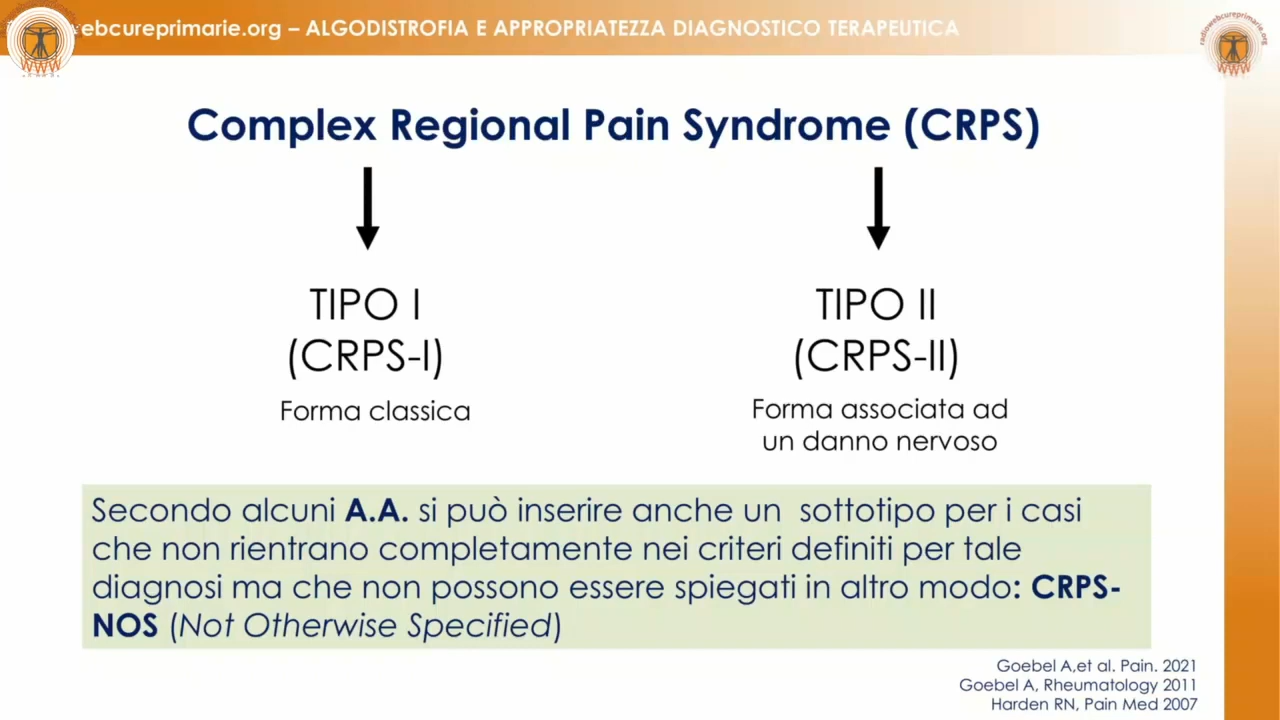 ebcureprimarie.org – ALGODISTROFIA E APPROPRIATEZZA DIAGNOSTICO TERAPEUTICA
WWW
WWW
Complex Regional Pain Syndrome (CRPS)
TIPO I
(CRPS-I)
Forma classica
TIPO II
(CRPS-II)
Forma associata ad
un danno nervoso
Secondo alcuni A.A. si può inserire anche un sottotipo per i casi
che non rientrano completamente nei criteri definiti per tale
diagnosi ma che non possono essere spiegati in altro modo: CRPS-
NOS (Not Otherwise Specified)
Goebel A,et al. Pain. 2021
Goebel A, Rheumatology 2011
Harden RN, Pain Med 2007